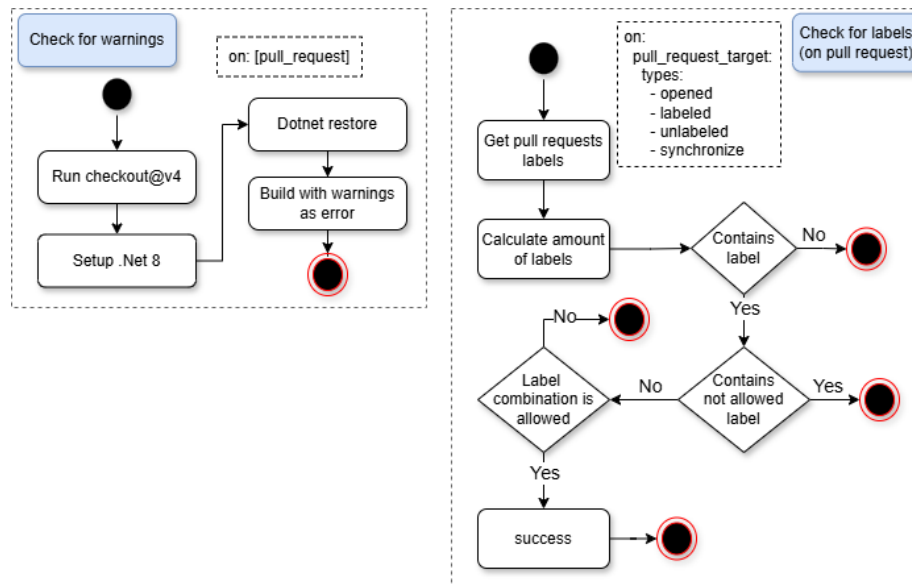 Check for warnings
on: [pull_request]
Run checkout@v4
Setup .Net 8
Dotnet restore
Build with warnings
as error
Check for labels
(on pull request)
on:
pull_request_target:
types:
- opened
- labeled
- unlabeled
- synchronize
Get pull requests
labels
Calculate amount
of labels
Contains
label
No
Yes
Contains
not allowed
label
Yes
No
Label
combination is
allowed
No
Yes
success